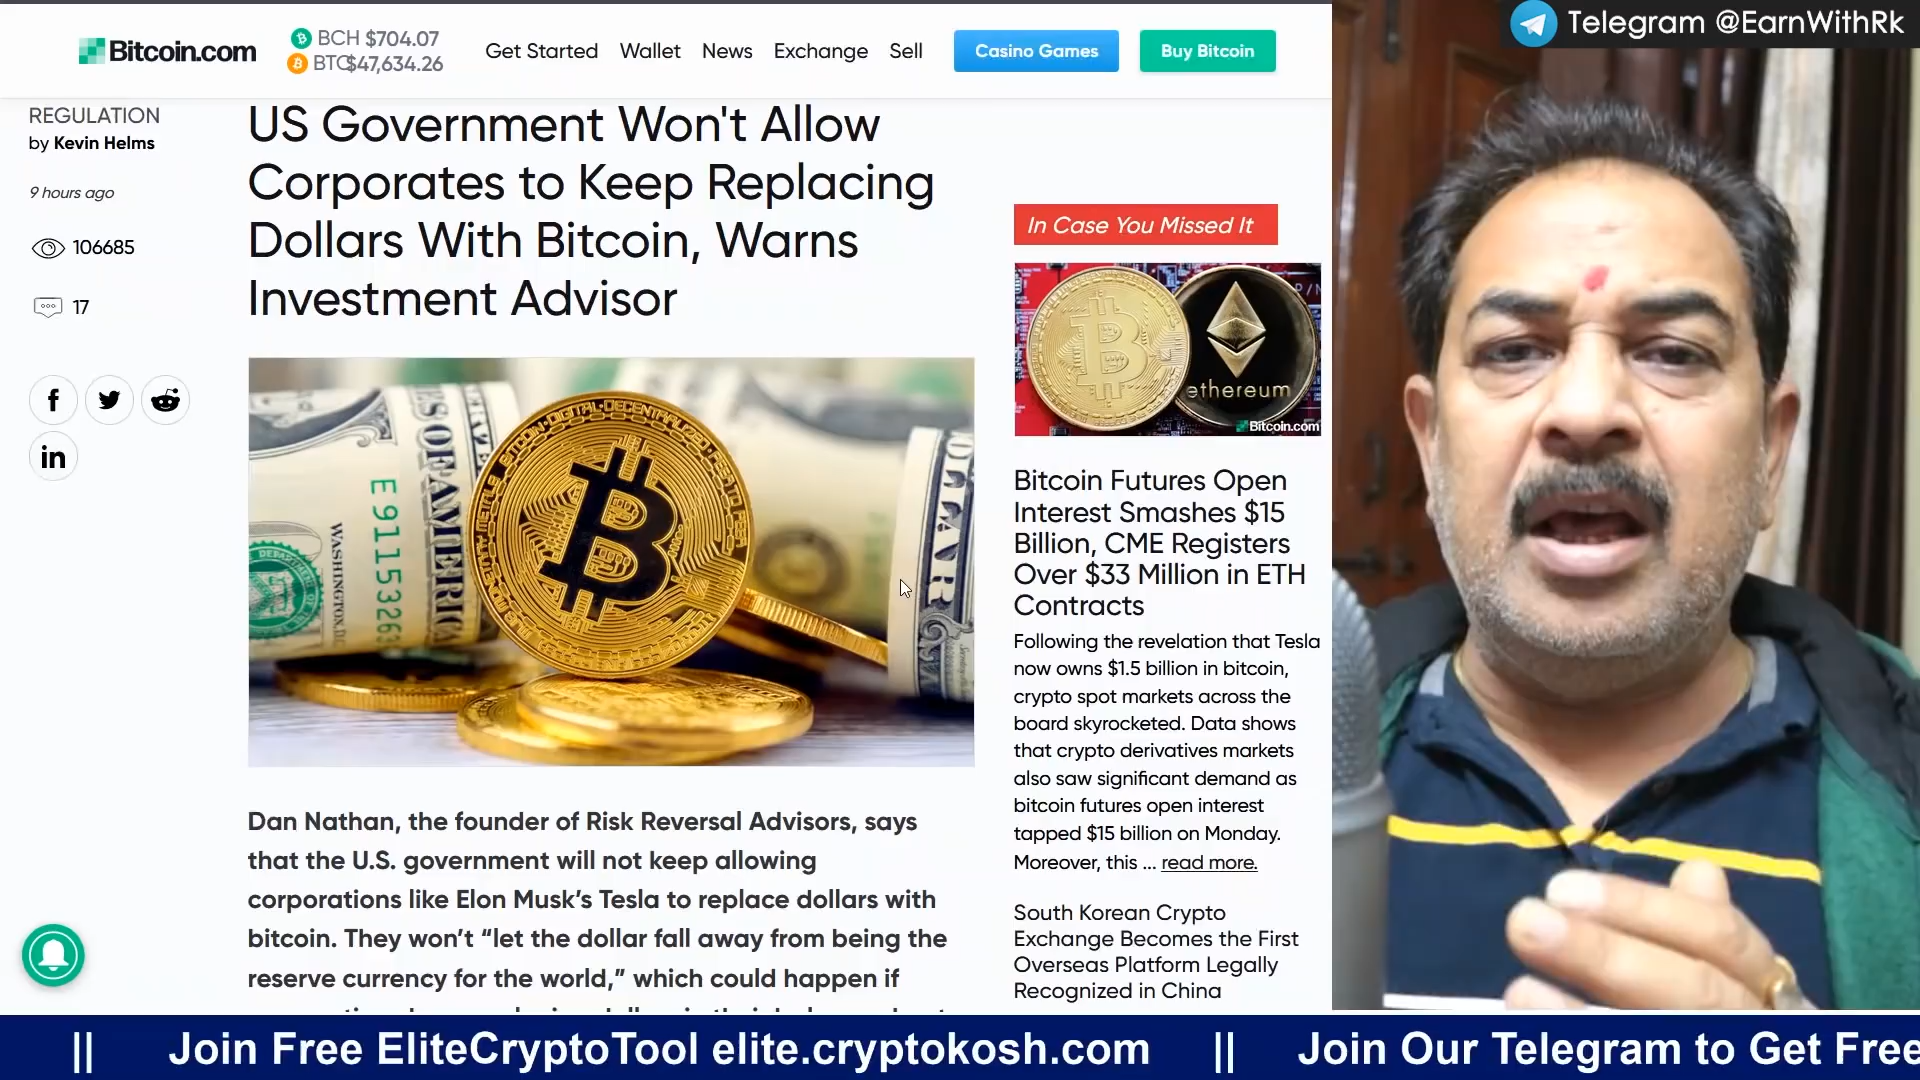 Telegram @EarnWithRk
Bitcoin.com
BCH $704.07
BTC $47,634.26
Get Started Wallet News Exchange Sell
Casino Games
Buy Bitcoin
REGULATION
by Kevin Helms
9 hours ago
106685
17
US Government Won't Allow
Corporates to Keep Replacing
Dollars With Bitcoin, Warns
Investment Advisor
BITCOIN·DIGITAL·DECENTRALIZED
WASHINGTON, D.C.
E91153263
ES OF AMERICA
In Case You Missed It
ethereum
Bitcoin.com
Bitcoin Futures Open
Interest Smashes $15
Billion, CME Registers
Over $33 Million in ETH
Contracts
Following the revelation that Tesla
now owns $1.5 billion in bitcoin,
crypto spot markets across the
board skyrocketed. Data shows
that crypto derivatives markets
also saw significant demand as
bitcoin futures open interest
tapped $15 billion on Monday.
Moreover, this ... read more.
South Korean Crypto
Exchange Becomes the First
Overseas Platform Legally
Recognized in China
Dan Nathan, the founder of Risk Reversal Advisors, says
that the U.S. government will not keep allowing
corporations like Elon Musk’s Tesla to replace dollars with
bitcoin. They won’t “let the dollar fall away from being the
reserve currency for the world,” which could happen if
|| Join Free EliteCryptoTool elite.cryptokosh.com || Join Our Telegram to Get Free